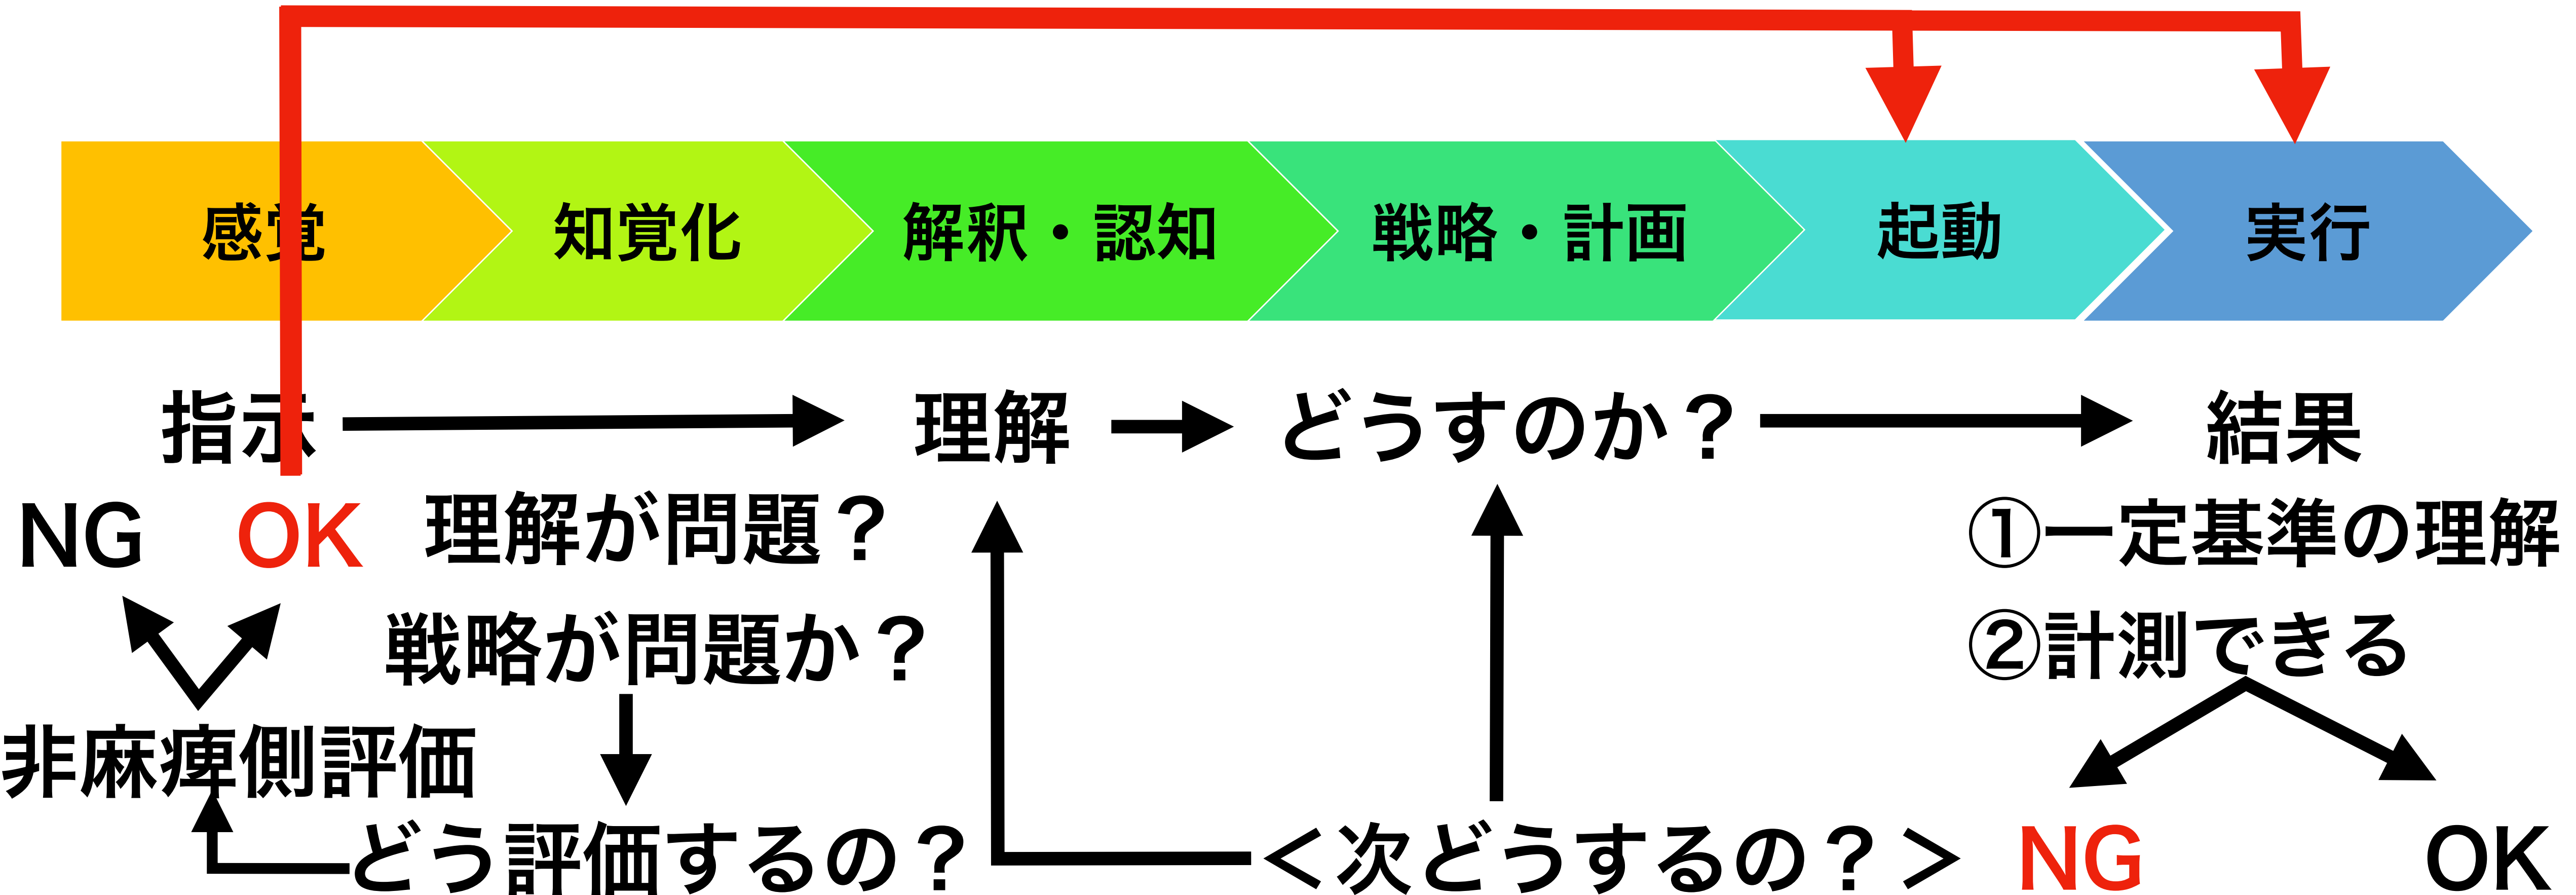 感覚
知覚化
解釈・認知
戦略・計画
起動
実行
指示
理解
どうすのか？
結果
NG
OK
理解が問題？
①一定基準の理解
戦略が問題か？
②計測できる
非麻痺側評価
どう評価するの？
＜次どうするの？＞
NG
OK